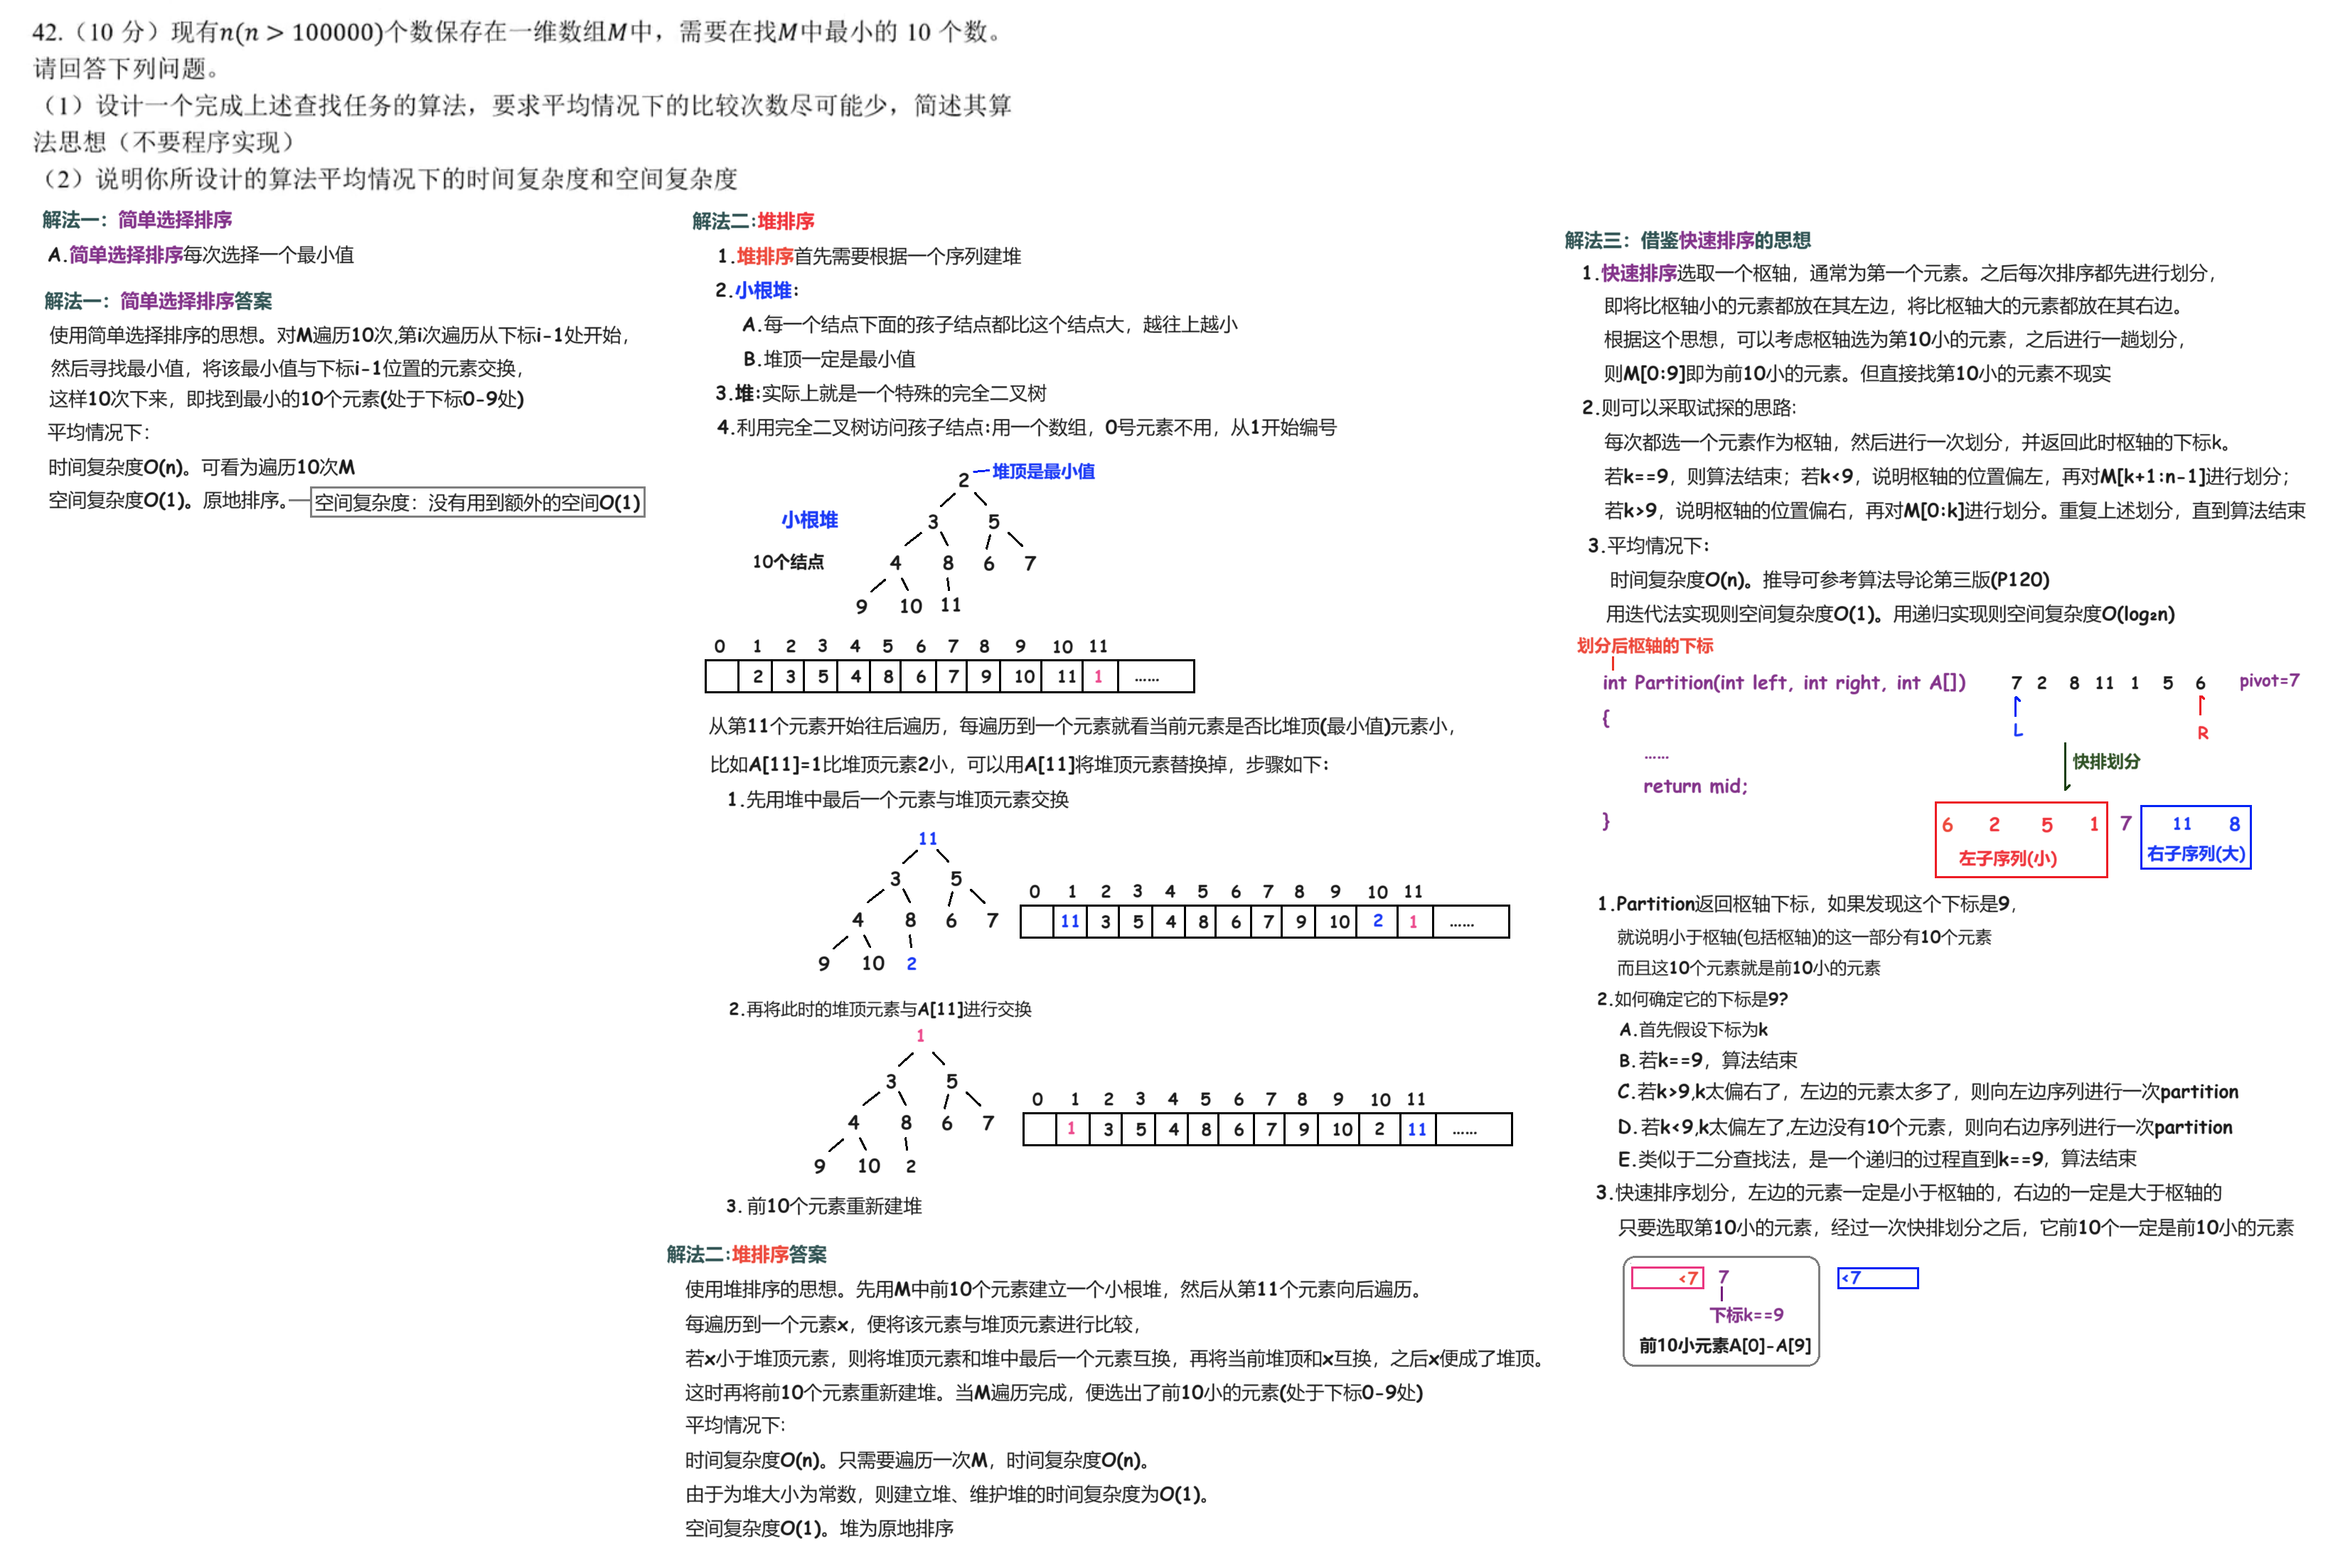 42.（10 分）现有n(n > 100000)个数保存在一维数组M中，需要在找M中最小的 10 个数。
请回答下列问题。
（1）设计一个完成上述查找任务的算法，要求平均情况下的比较次数尽可能少，简述其算
法思想（不要程序实现）
（2）说明你所设计的算法平均情况下的时间复杂度和空间复杂度
解法一：简单选择排序
A.简单选择排序每次选择一个最小值
解法一：简单选择排序答案
使用简单选择排序的思想。对M遍历10次,第i次遍历从下标i-1处开始，
然后寻找最小值，将该最小值与下标i-1位置的元素交换，
这样10次下来，即找到最小的10个元素(处于下标0-9处)
平均情况下：
时间复杂度O(n)。可看为遍历10次M
空间复杂度O(1)。原地排序。
空间复杂度：没有用到额外的空间O(1)
解法二:堆排序
1.堆排序首先需要根据一个序列建堆
2.小根堆:
A.每一个结点下面的孩子结点都比这个结点大，越往上越小
B.堆顶一定是最小值
3.堆:实际上就是一个特殊的完全二叉树
4.利用完全二叉树访问孩子结点:用一个数组，0号元素不用，从1开始编号
2 堆顶是最小值
小根堆 3 5
10个结点 4 8 6 7
9 10 11
0 1 2 3 4 5 6 7 8 9 10 11
2 3 5 4 8 6 7 9 10 11 1 ……
从第11个元素开始往后遍历，每遍历到一个元素就看当前元素是否比堆顶(最小值)元素小，
比如A[11]=1比堆顶元素2小，可以用A[11]将堆顶元素替换掉，步骤如下:
1.先用堆中最后一个元素与堆顶元素交换
11
3 5
4 8 6 7
9 10 2
0 1 2 3 4 5 6 7 8 9 10 11
11 3 5 4 8 6 7 9 10 2 1 ……
2.再将此时的堆顶元素与A[11]进行交换
1
3 5
4 8 6 7
9 10 2
0 1 2 3 4 5 6 7 8 9 10 11
1 3 5 4 8 6 7 9 10 2 11 ……
3. 前10个元素重新建堆
解法二:堆排序答案
使用堆排序的思想。先用M中前10个元素建立一个小根堆，然后从第11个元素向后遍历。
每遍历到一个元素x，便将该元素与堆顶元素进行比较，
若x小于堆顶元素，则将堆顶元素和堆中最后一个元素互换，再将当前堆顶和x互换，之后x便成了堆顶。
这时再将前10个元素重新建堆。当M遍历完成，便选出了前10小的元素(处于下标0-9处)
平均情况下:
时间复杂度O(n)。只需要遍历一次M，时间复杂度O(n)。
由于为堆大小为常数，则建立堆、维护堆的时间复杂度为O(1)。
空间复杂度O(1)。堆为原地排序
解法三：借鉴快速排序的思想
1.快速排序选取一个枢轴，通常为第一个元素。之后每次排序都先进行划分，
即将比枢轴小的元素都放在其左边，将比枢轴大的元素都放在其右边。
根据这个思想，可以考虑枢轴选为第10小的元素，之后进行一趟划分，
则M[0:9]即为前10小的元素。但直接找第10小的元素不现实
2.则可以采取试探的思路:
每次都选一个元素作为枢轴，然后进行一次划分，并返回此时枢轴的下标k。
若k==9，则算法结束；若k<9，说明枢轴的位置偏左，再对M[k+1:n-1]进行划分；
若k>9，说明枢轴的位置偏右，再对M[0:k]进行划分。重复上述划分，直到算法结束
3.平均情况下：
时间复杂度O(n)。推导可参考算法导论第三版(P120)
用迭代法实现则空间复杂度O(1)。用递归实现则空间复杂度O(log₂n)
划分后枢轴的下标
int Partition(int left, int right, int A[])
{
……
return mid;
}
7 2 8 11 1 5 6 pivot=7
L R
快排划分
6 2 5 1 7 11 8
左子序列(小) 右子序列(大)
1.Partition返回枢轴下标，如果发现这个下标是9，
就说明小于枢轴(包括枢轴)的这一部分有10个元素
而且这10个元素就是前10小的元素
2.如何确定它的下标是9?
A.首先假设下标为k
B.若k==9，算法结束
C.若k>9,k太偏右了，左边的元素太多了，则向左边序列进行一次partition
D.若k<9,k太偏左了,左边没有10个元素，则向右边序列进行一次partition
E.类似于二分查找法，是一个递归的过程直到k==9，算法结束
3.快速排序划分，左边的元素一定是小于枢轴的，右边的一定是大于枢轴的
只要选取第10小的元素，经过一次快排划分之后，它前10个一定是前10小的元素
<7 7 <7
下标k==9
前10小元素A[0]-A[9]